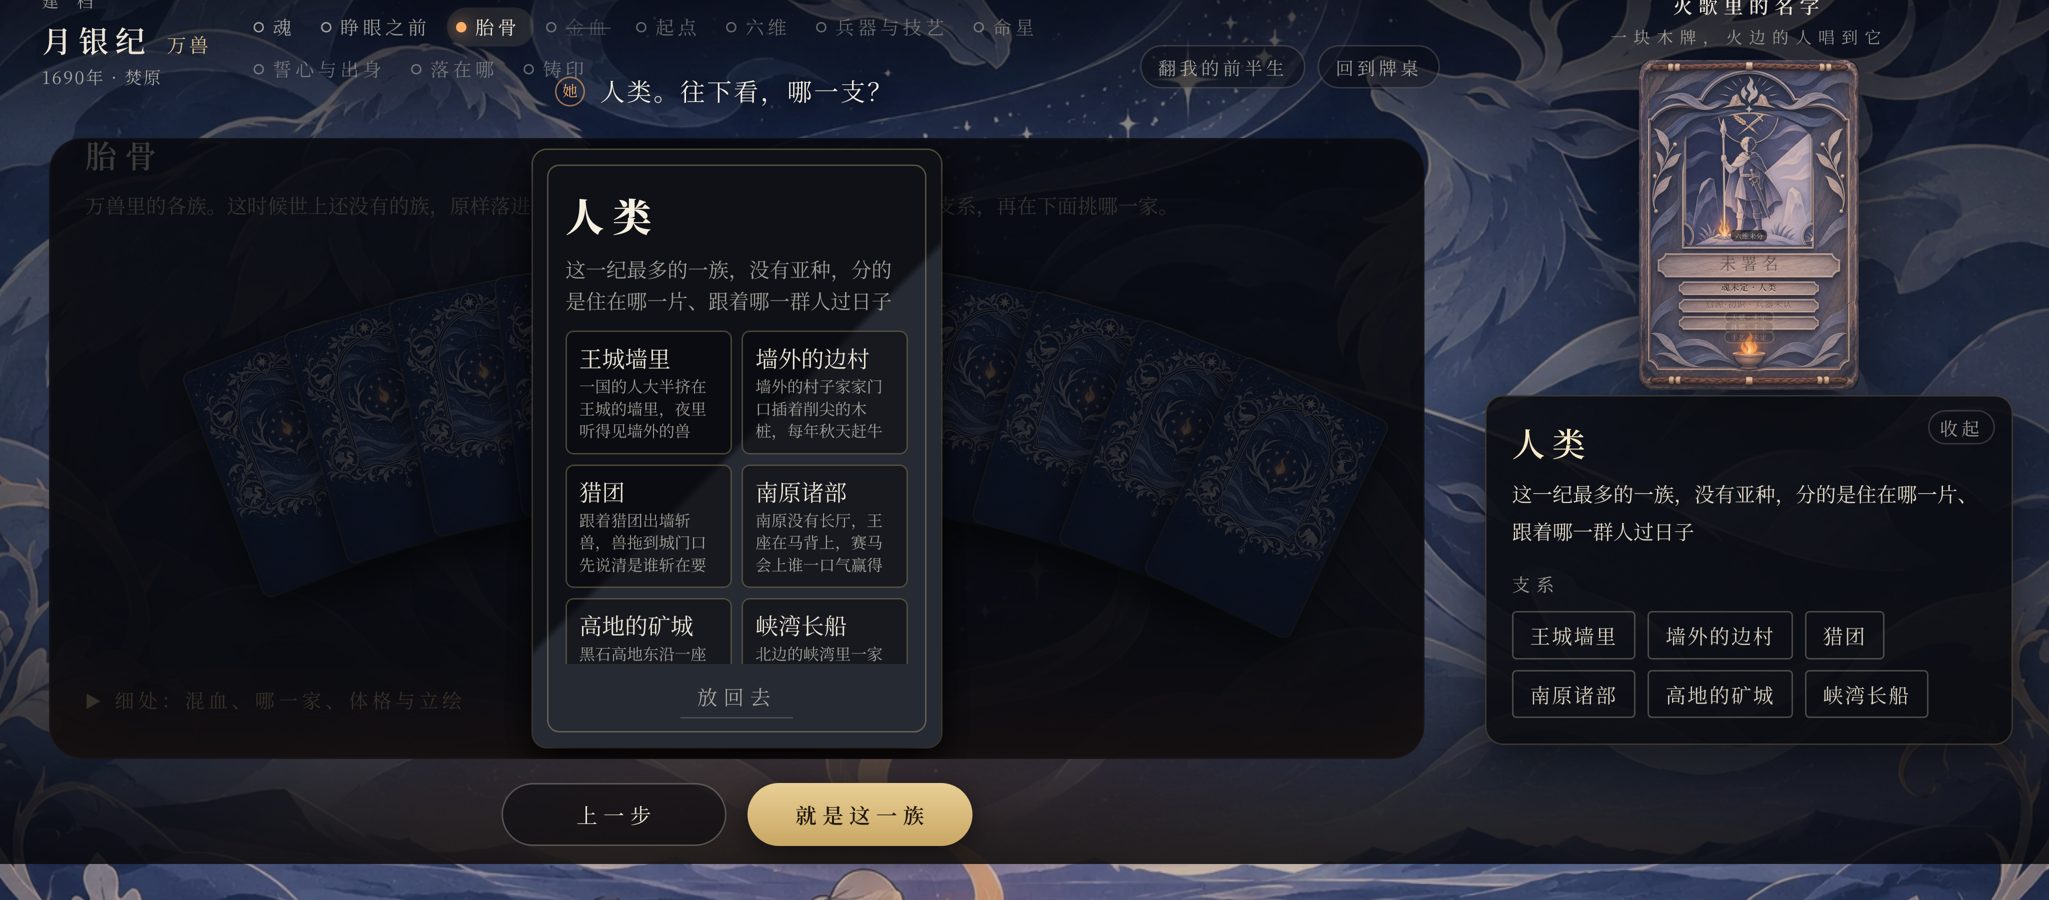 建 档
月银纪 万兽
1690年 · 焚原
魂 睁眼之前 胎骨 金血 起点 六维 兵器与技艺 命星
誓心与出身 落在哪 铸印
她 人类。往下看，哪一支？
翻我的前半生 回到牌桌
火歌里的名字
一块木牌，火边的人唱到它
未署名
魂未定 · 人类
胎骨
万兽里的各族。这时候世上还没有的族，原样落进
支系，再在下面挑哪一家。
人类
这一纪最多的一族，没有亚种，分的
是住在哪一片、跟着哪一群人过日子
王城墙里
一国的人大半挤在
王城的墙里，夜里
听得见墙外的兽
墙外的边村
墙外的村子家家门
口插着削尖的木
桩，每年秋天赶牛
猎团
跟着猎团出墙斩
兽，兽拖到城门口
先说清是谁斩在要
南原诸部
南原没有长厅，王
座在马背上，赛马
会上谁一口气赢得
高地的矿城
黑石高地东沿一座
峡湾长船
北边的峡湾里一家
放回去
▶ 细处：混血、哪一家、体格与立绘
上一步
就是这一族
收起
人类
这一纪最多的一族，没有亚种，分的是住在哪一片、
跟着哪一群人过日子
支系
王城墙里 墙外的边村 猎团
南原诸部 高地的矿城 峡湾长船